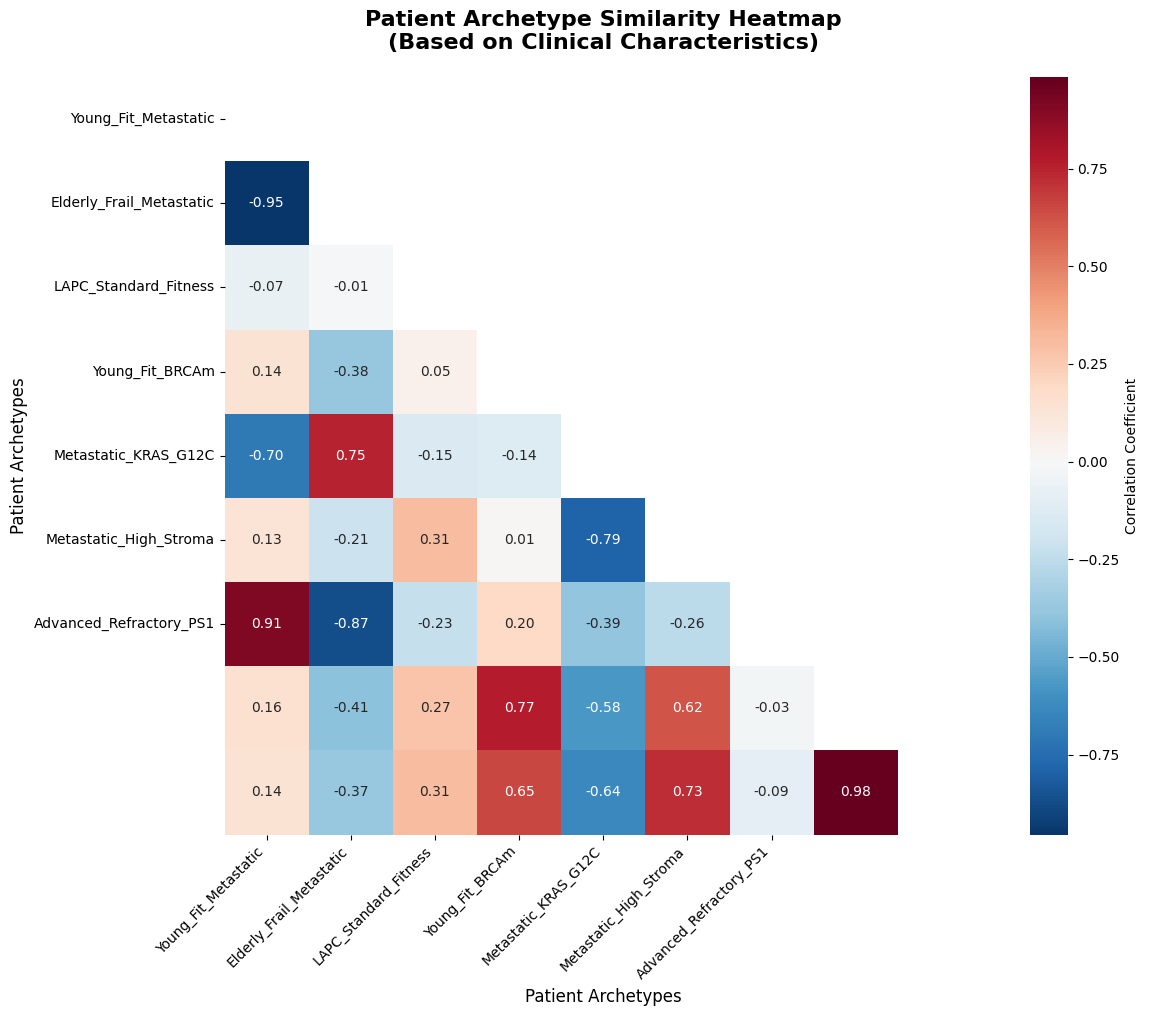 Patient Archetype Similarity Heatmap
(Based on Clinical Characteristics)
Young_Fit_Metastatic
Elderly_Frail_Metastatic
-0.95
LAPC_Standard_Fitness
-0.07 -0.01
Young_Fit_BRCAm
0.14 -0.38 0.05
Metastatic_KRAS_G12C
-0.70 0.75 -0.15 -0.14
Metastatic_High_Stroma
0.13 -0.21 0.31 0.01 -0.79
Advanced_Refractory_PS1
0.91 -0.87 -0.23 0.20 -0.39 -0.26
0.16 -0.41 0.27 0.77 -0.58 0.62 -0.03
0.14 -0.37 0.31 0.65 -0.64 0.73 -0.09 0.98
Patient Archetypes
Young_Fit_Metastatic
Elderly_Frail_Metastatic
LAPC_Standard_Fitness
Young_Fit_BRCAm
Metastatic_KRAS_G12C
Metastatic_High_Stroma
Advanced_Refractory_PS1
Patient Archetypes
0.75
0.50
0.25
0.00
−0.25
−0.50
−0.75
Correlation Coefficient